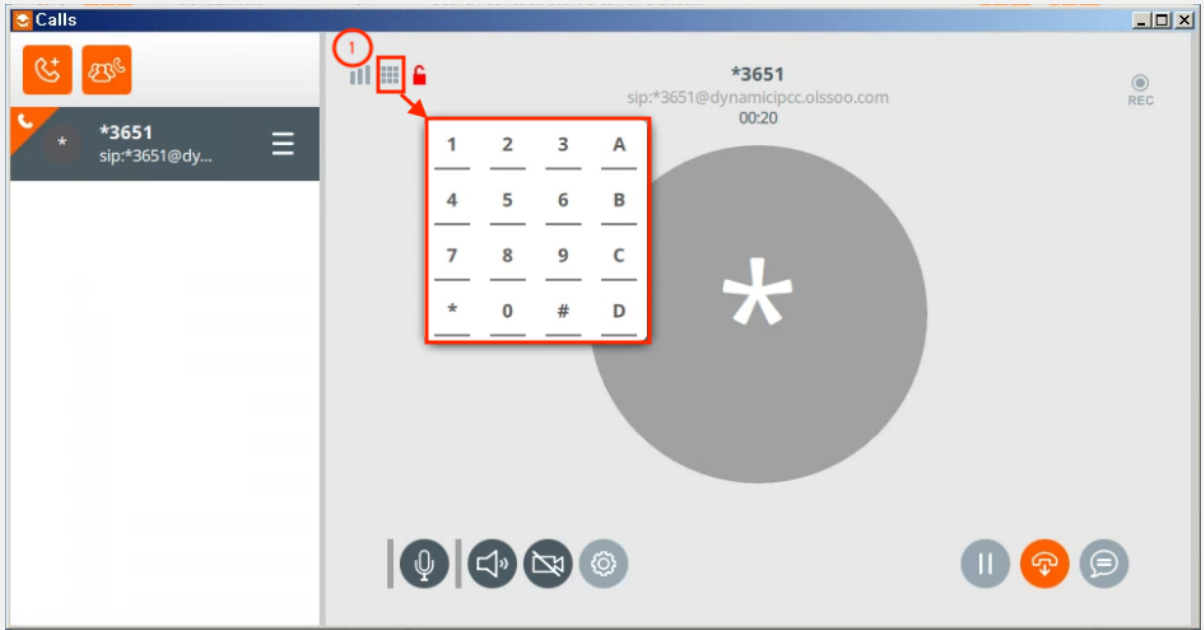 Calls
1
*3651
sip:*3651@dynamicipcc.olssoo.com
00:20
REC
*
*3651
sip:*3651@dy...
1 2 3 A
4 5 6 B
7 8 9 C
* 0 # D
*